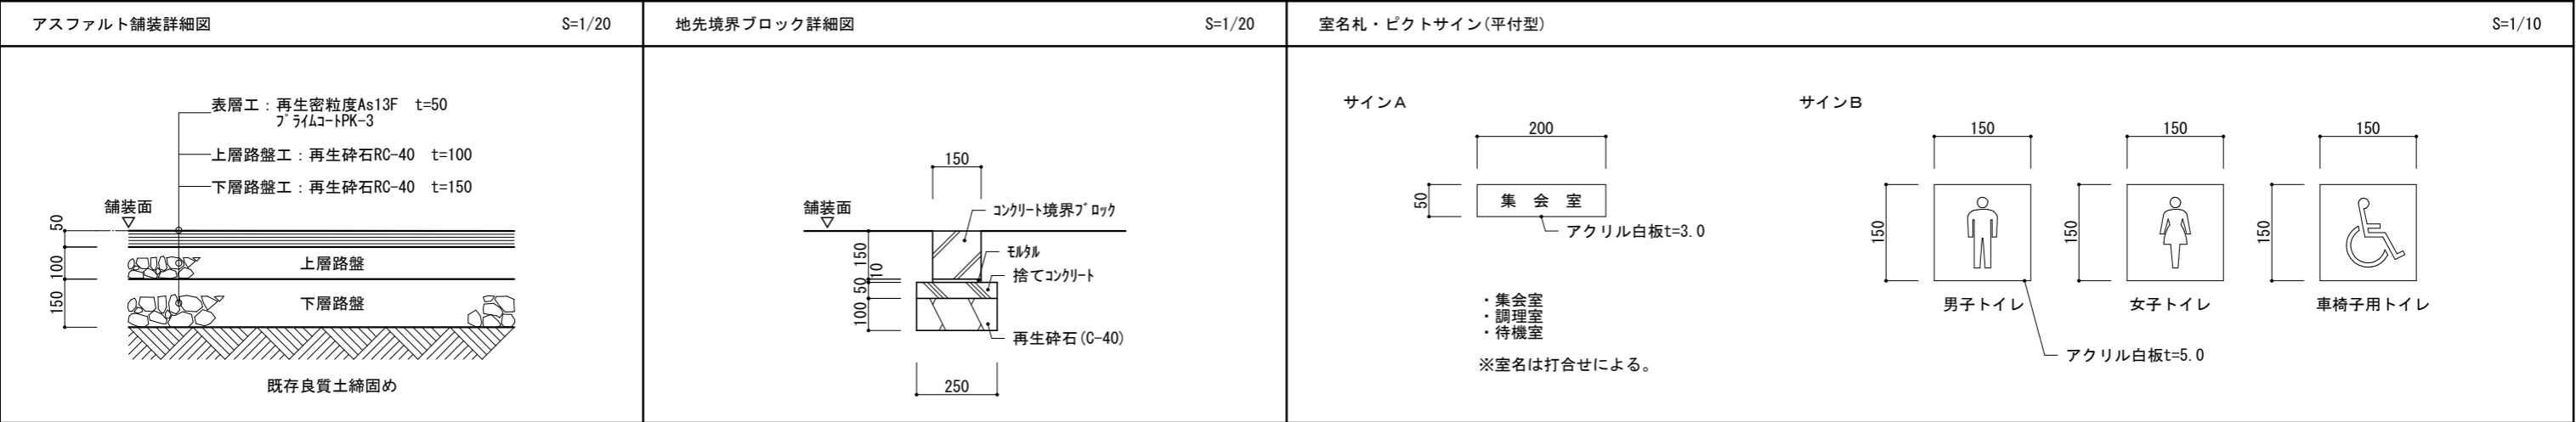 アスファルト舗装詳細図 S=1/20
表層工：再生密粒度As13F t=50
ﾌﾟﾗｲﾑｺｰﾄPK-3
上層路盤工：再生砕石RC-40 t=100
下層路盤工：再生砕石RC-40 t=150
舗装面
50
100
150
上層路盤
下層路盤
既存良質土締固め
地先境界ブロック詳細図 S=1/20
150
舗装面
ｺﾝｸﾘｰﾄ境界ﾌﾞﾛｯｸ
ﾓﾙﾀﾙ
捨てｺﾝｸﾘｰﾄ
再生砕石(C-40)
150
10
50
100
250
室名札・ピクトサイン(平付型) S=1/10
サインA
200
50
集 会 室
アクリル白板t=3.0
・集会室
・調理室
・待機室
※室名は打合せによる。
サインB
150
150
150
150
150
150
男子トイレ
女子トイレ
車椅子用トイレ
アクリル白板t=5.0